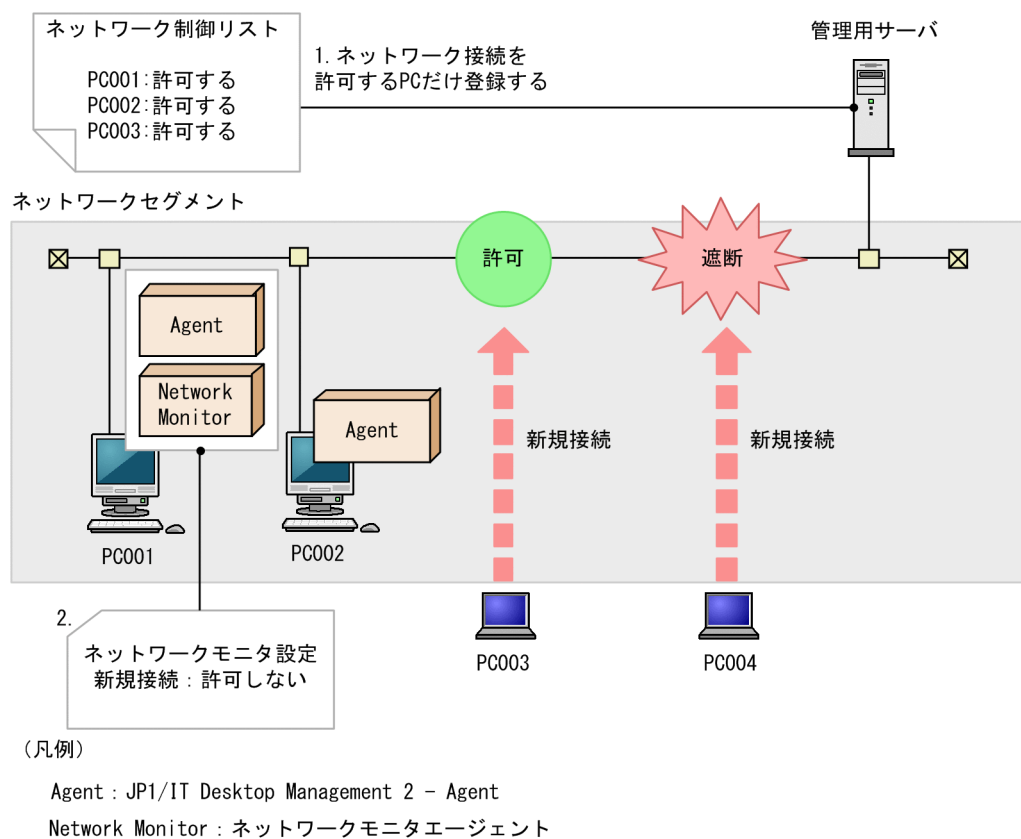 ネットワーク制御リスト
PC001:許可する
PC002:許可する
PC003:許可する
1.ネットワーク接続を
許可するPCだけ登録する
管理用サーバ
ネットワークセグメント
許可
遮断
Agent
Network
Monitor
Agent
新規接続
新規接続
PC001
PC002
2.
ネットワークモニタ設定
新規接続：許可しない
PC003
PC004
（凡例）
Agent：JP1/IT Desktop Management 2 － Agent
Network Monitor：ネットワークモニタエージェント